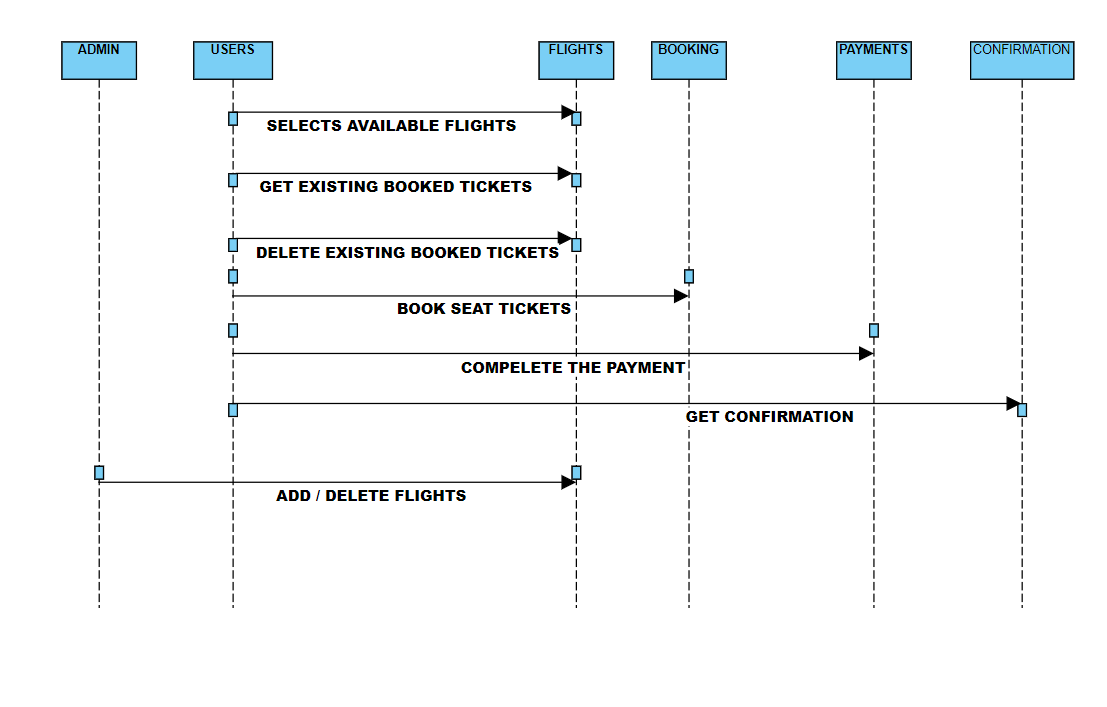 ADMIN
USERS
FLIGHTS
BOOKING
PAYMENTS
CONFIRMATION
SELECTS AVAILABLE FLIGHTS
GET EXISTING BOOKED TICKETS
DELETE EXISTING BOOKED TICKETS
BOOK SEAT TICKETS
COMPELETE THE PAYMENT
GET CONFIRMATION
ADD / DELETE FLIGHTS